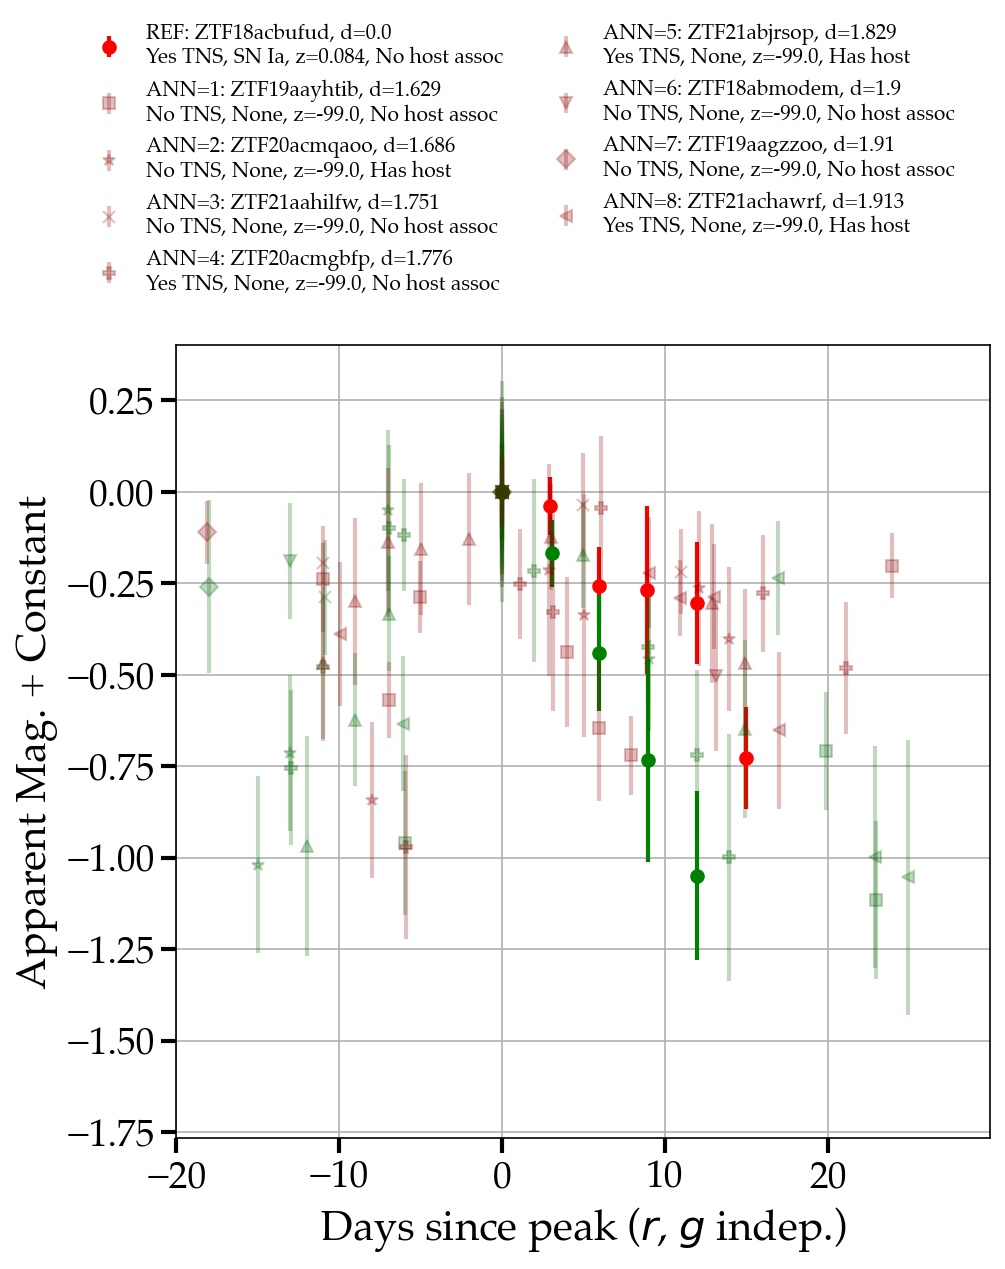 REF: ZTF18acbufud, d=0.0
Yes TNS, SN Ia, z=0.084, No host assoc
ANN=1: ZTF19aayhtib, d=1.629
No TNS, None, z=-99.0, No host assoc
ANN=2: ZTF20acmqaoo, d=1.686
No TNS, None, z=-99.0, Has host
ANN=3: ZTF21aahilfw, d=1.751
No TNS, None, z=-99.0, No host assoc
ANN=4: ZTF20acmgbfp, d=1.776
Yes TNS, None, z=-99.0, No host assoc
ANN=5: ZTF21abjrsop, d=1.829
Yes TNS, None, z=-99.0, Has host
ANN=6: ZTF18abmodem, d=1.9
No TNS, None, z=-99.0, No host assoc
ANN=7: ZTF19aagzzoo, d=1.91
No TNS, None, z=-99.0, No host assoc
ANN=8: ZTF21achawrf, d=1.913
Yes TNS, None, z=-99.0, Has host
Apparent Mag. + Constant
0.25
0.00
−0.25
−0.50
−0.75
−1.00
−1.25
−1.50
−1.75
−20
−10
0
10
20
Days since peak (r, g indep.)